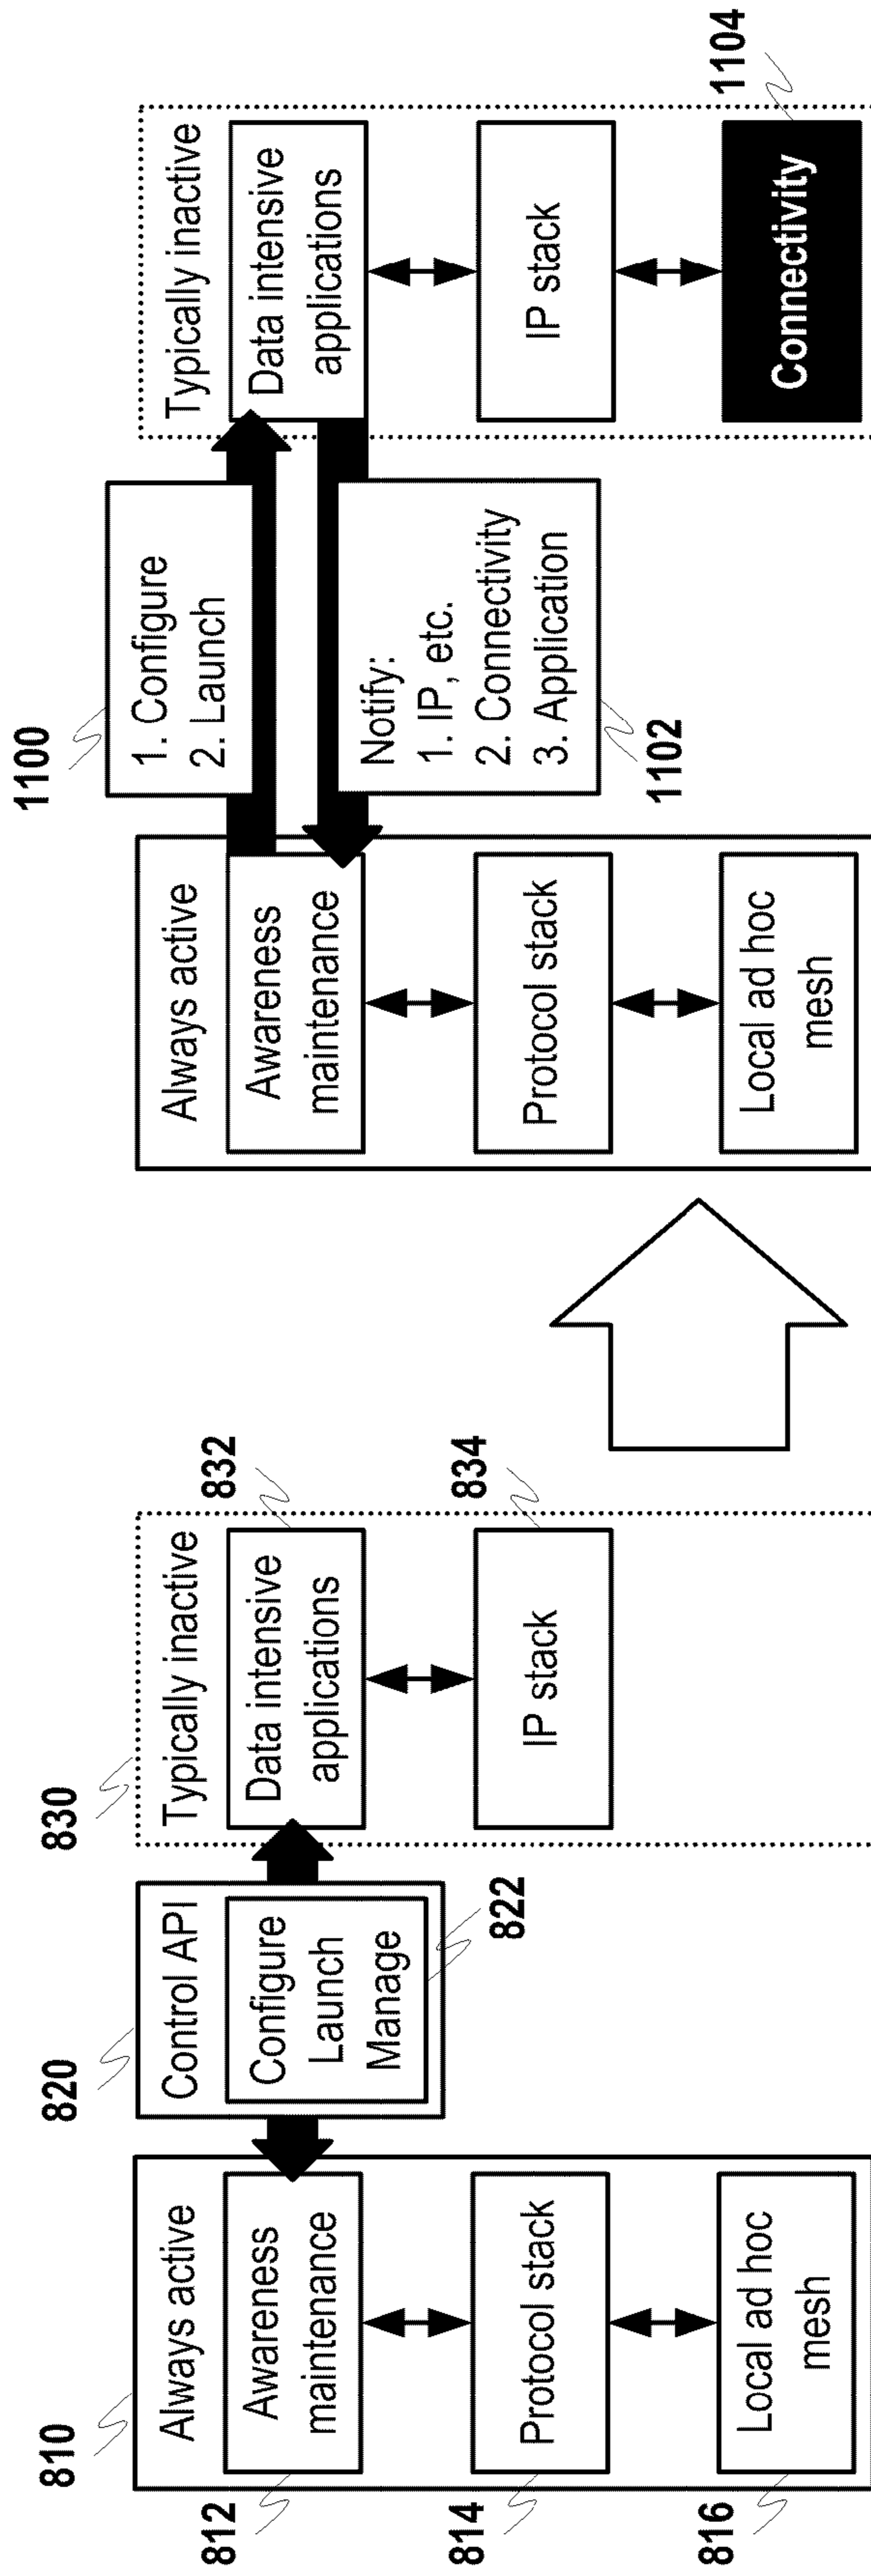 810
Always active
812
Awareness
maintenance
814
Protocol stack
816
Local ad hoc
mesh
820
Control API
Configure
Launch
Manage
822
830
Typically inactive
832
Data intensive
applications
834
IP stack
Always active
Awareness
maintenance
Protocol stack
Local ad hoc
mesh
1100
1. Configure
2. Launch
Notify:
1. IP, etc.
2. Connectivity
3. Application
1102
Typically inactive
Data intensive
applications
IP stack
1104
Connectivity